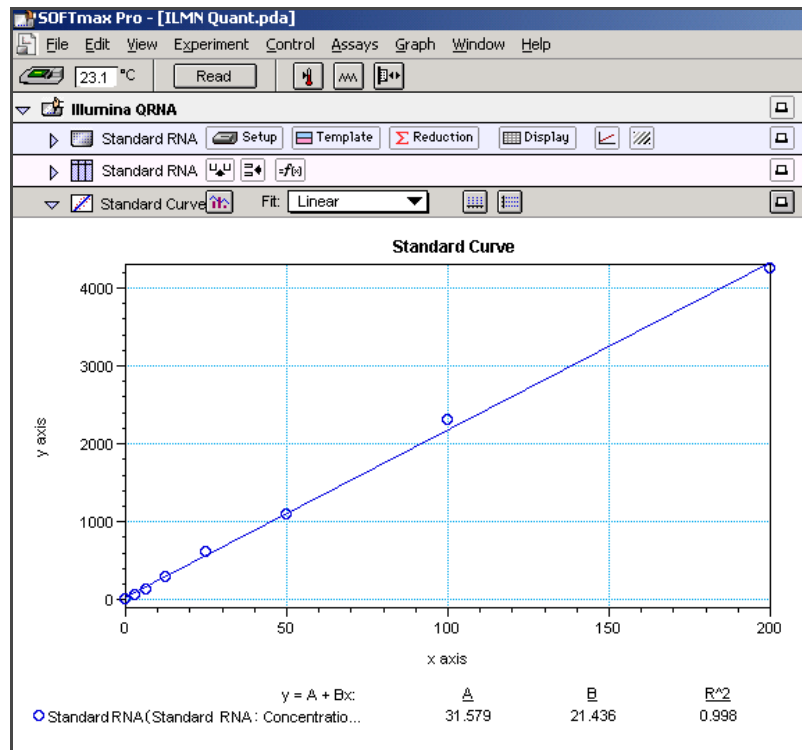 SOFTmax Pro - [ILMN Quant.pda]
File Edit View Experiment Control Assays Graph Window Help
23.1 °C Read
Illumina QRNA
Standard RNA Setup Template Σ Reduction Display
Standard RNA =f(x)
Standard Curve Fit: Linear
Standard Curve
4000
3000
2000
1000
0
y axis
0 50 100 150 200
x axis
y = A + Bx: A B R^2
Standard RNA (Standard RNA: Concentratio... 31.579 21.436 0.998